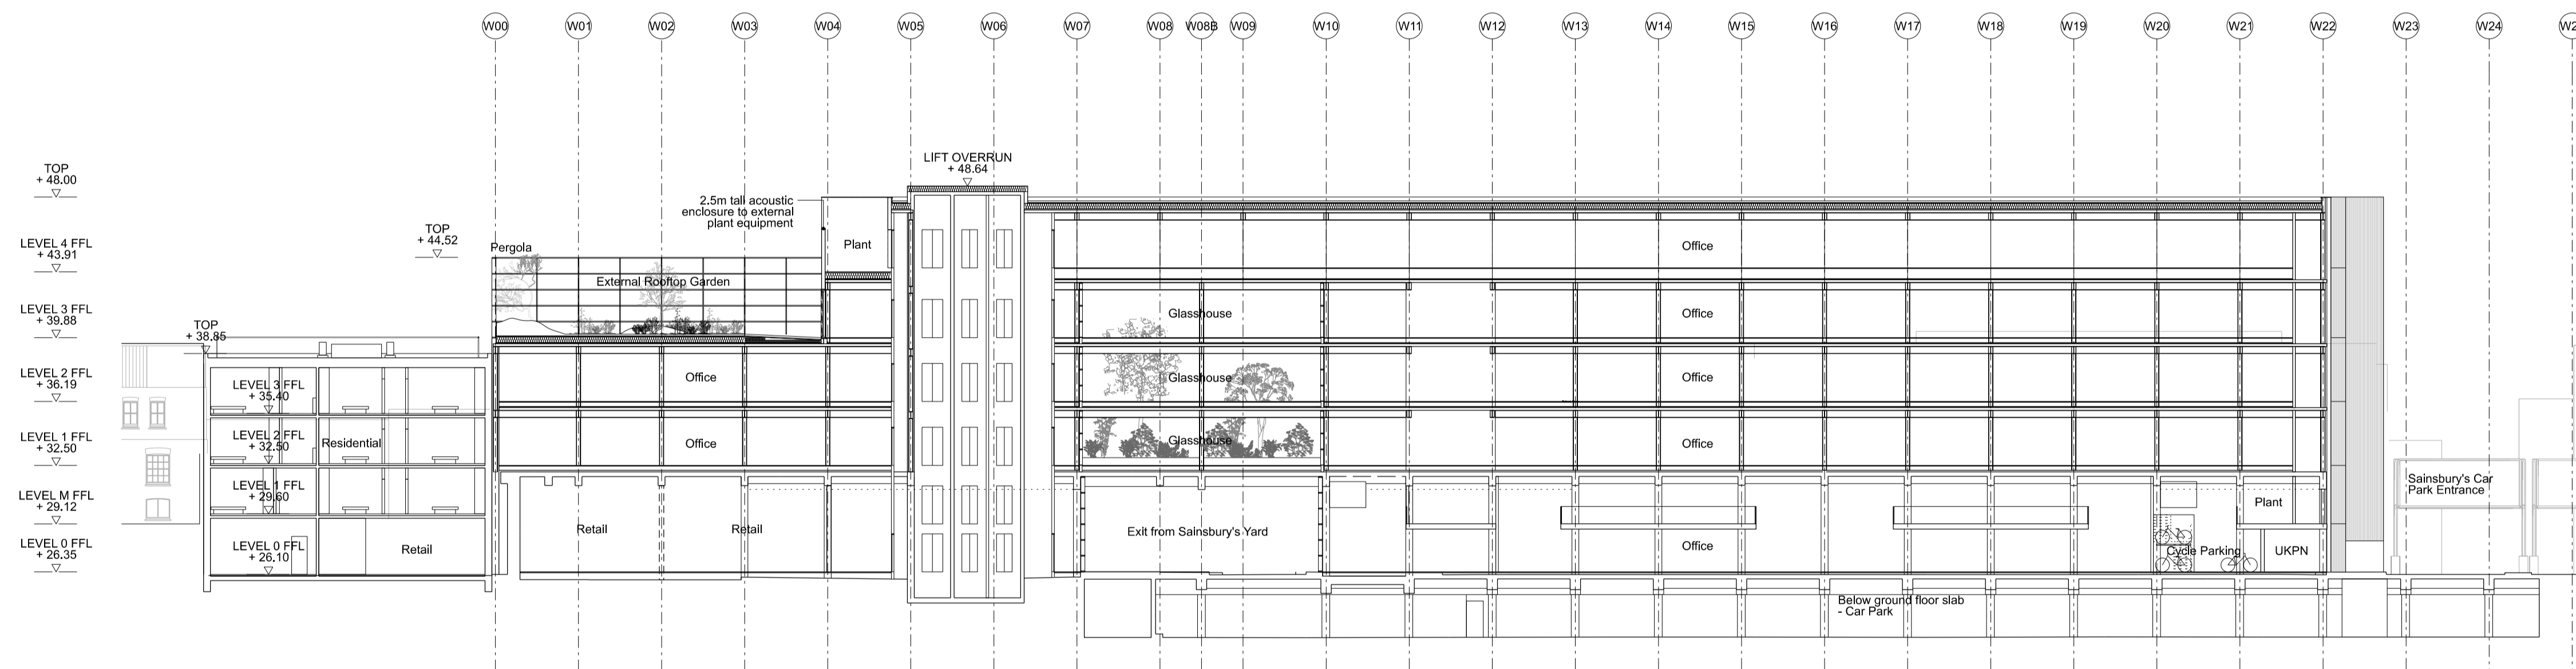 W00 W01 W02 W03 W04 W05 W06 W07 W08 W08B W09 W10 W11 W12 W13 W14 W15 W16 W17 W18 W19 W20 W21 W22 W23 W24
TOP
+ 48.00
LEVEL 4 FFL
+ 43.91
LEVEL 3 FFL
+ 39.88
LEVEL 2 FFL
+ 36.19
LEVEL 1 FFL
+ 32.50
LEVEL M FFL
+ 29.12
LEVEL 0 FFL
+ 26.35
TOP
+ 38.85
LEVEL 3 FFL
+ 35.40
LEVEL 2 FFL
+ 32.50
Residential
LEVEL 1 FFL
+ 29.60
LEVEL 0 FFL
+ 26.10
Retail
TOP
+ 44.52
Pergola
External Rooftop Garden
2.5m tall acoustic
enclosure to external
plant equipment
Plant
LIFT OVERRUN
+ 48.64
Office
Office
Retail
Retail
Glasshouse
Glasshouse
Glasshouse
Exit from Sainsbury's Yard
Office
Office
Office
Office
Office
Plant
Cycle Parking
UKPN
Below ground floor slab
- Car Park
Sainsbury's Car
Park Entrance